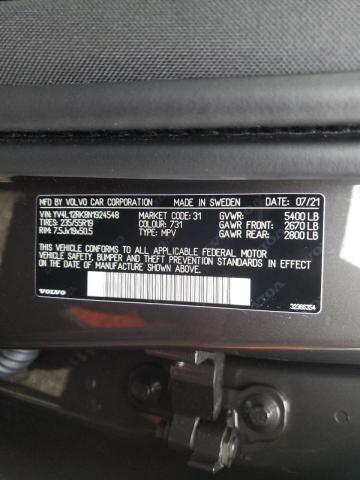 MFD. BY VOLVO CAR CORPORATION MADE IN SWEDEN DATE: 07/21
VIN: YV4L12RK8N1924548 MARKET: 31 GVWR: 5400 LB
TIRES: 235/55R19 COLOUR: 731 GAWR FRONT: 2670 LB
RIM: 7.5Jx19x50.5 TYPE: MPV GAWR REAR: 2800 LB
THIS VEHICLE CONFORMS TO ALL APPLICABLE FEDERAL MOTOR
VEHICLE SAFETY, BUMPER AND THEFT PREVENTION STANDARDS IN EFFECT ON THE
DATE OF MANUFACTURE SHOWN ABOVE.
VOLVO 32366354